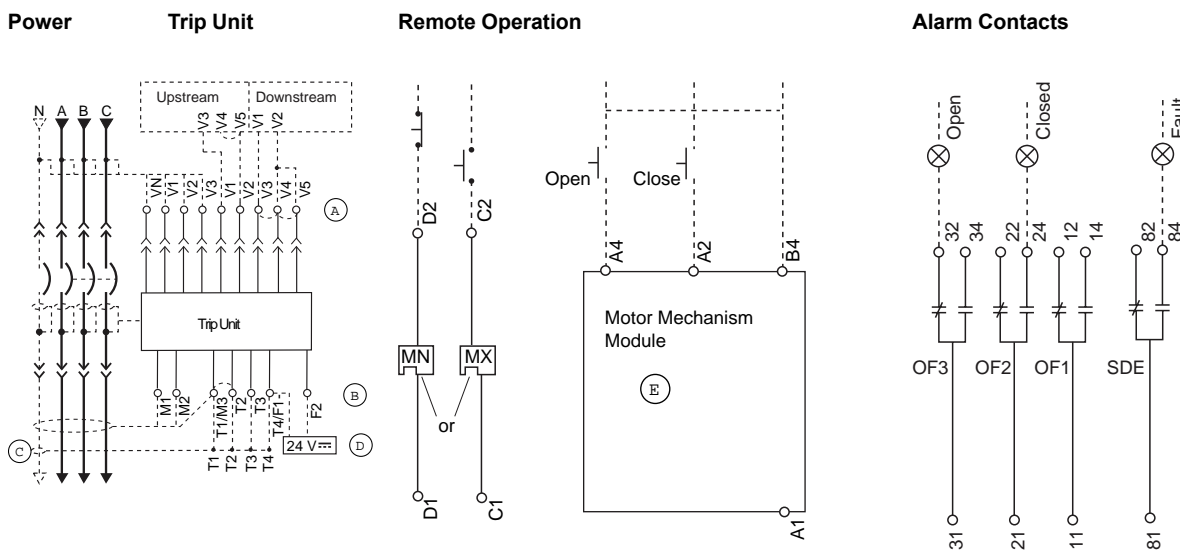 Power
Trip Unit
Remote Operation
Alarm Contacts
N A B C
Upstream
Downstream
V3 V4 V5 V1 V2
VN V1 V2 V3 V1 V2 V3 V4 V5
A
Trip Unit
M1 M2 T1/M3 T2 T3 T4/F1 F2
B
C
T1 T2 T3 T4
24 V
D
D2
C2
MN
MX
or
D1
C1
Open
Close
A4
A2
B4
Motor Mechanism
Module
E
A1
Open
Closed
Fault
32 34 22 24 12 14 82 84
OF3 OF2 OF1 SDE
31 21 11 81